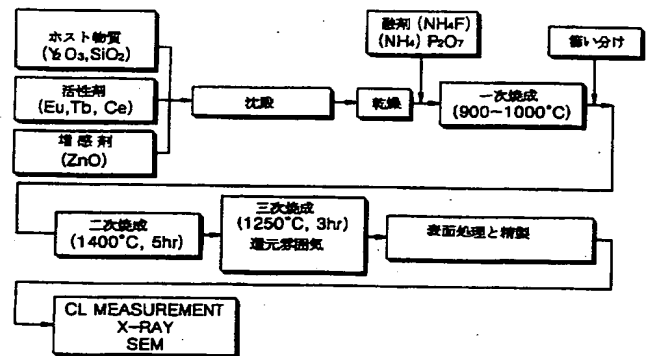 ホスト物質
(Y2O3,SiO2)
活性剤
(Eu,Tb, Ce)
増感剤
(ZnO)
沈殿
乾燥
融剤 (NH4F)
(NH4) P2O7
一次焼成
(900~1000°C)
篩い分け
二次焼成
(1400°C, 5hr)
三次焼成
(1250°C, 3hr)
還元雰囲気
表面処理と精製
CL MEASUREMENT
X-RAY
SEM